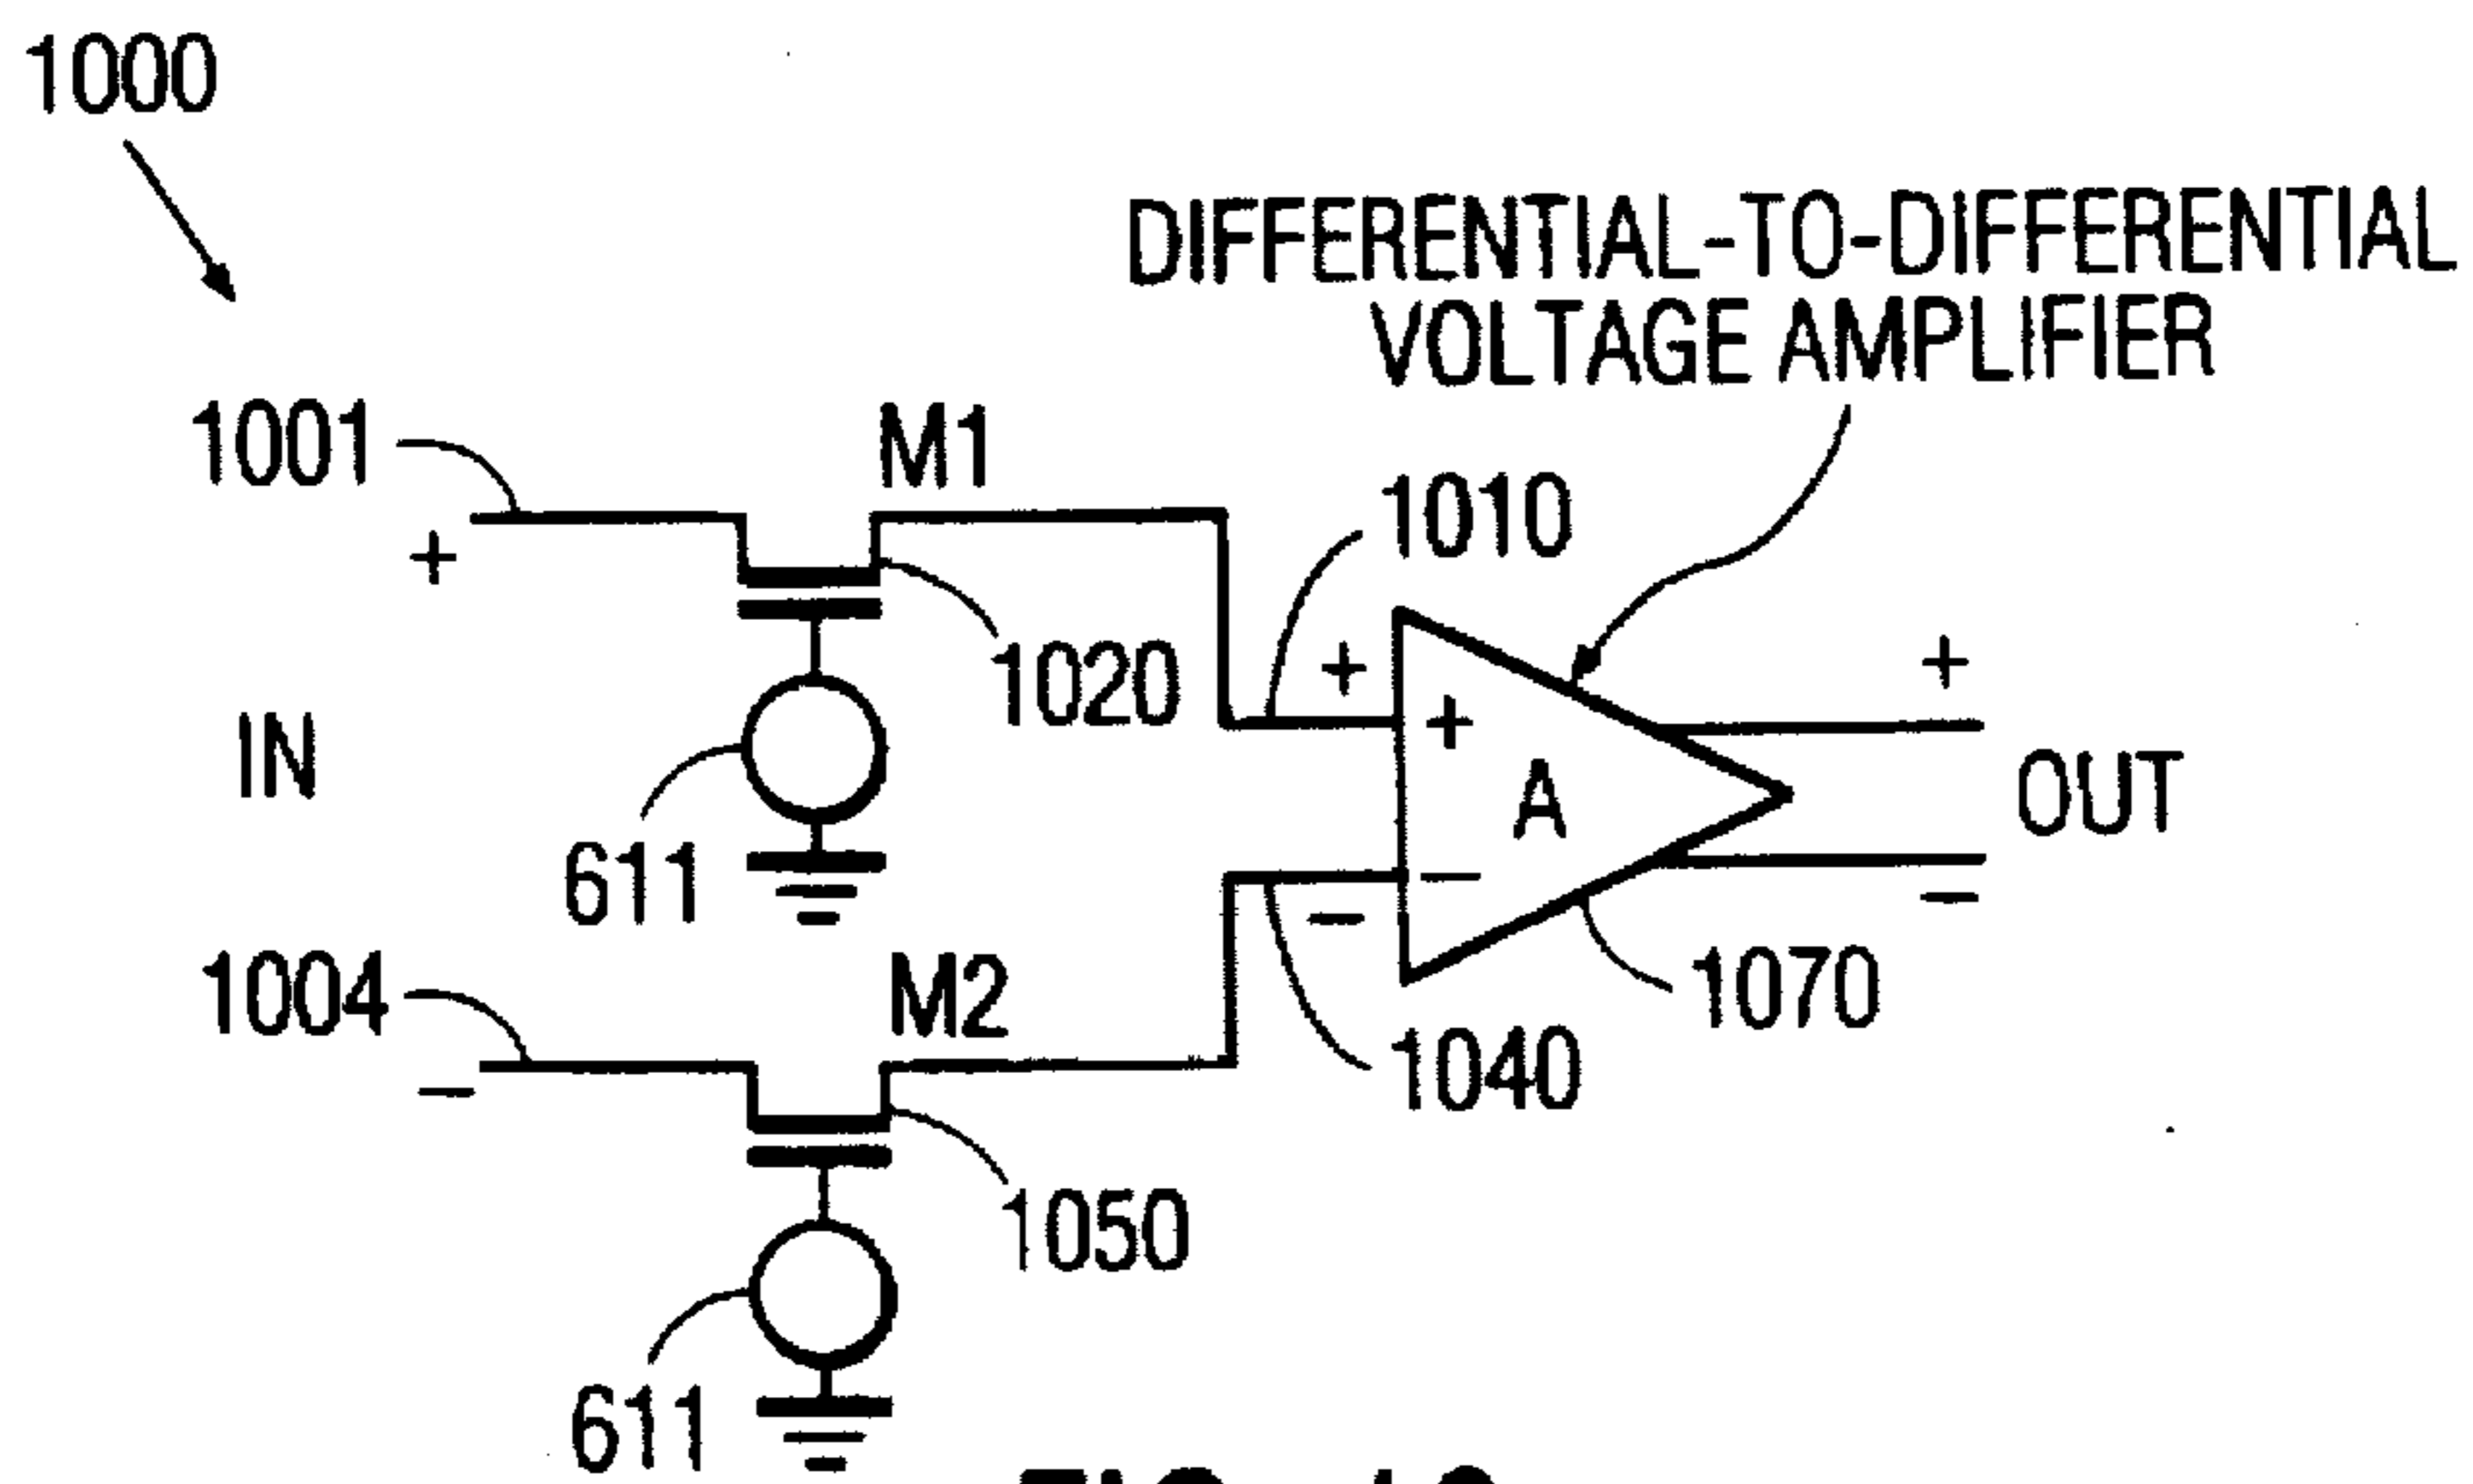 1000
DIFFERENTIAL-TO-DIFFERENTIAL
VOLTAGE AMPLIFIER
1001
M1
1010
+
1020
+
+
+
IN
A
OUT
611
−
−
−
1004
M2
1070
1040
−
1050
611